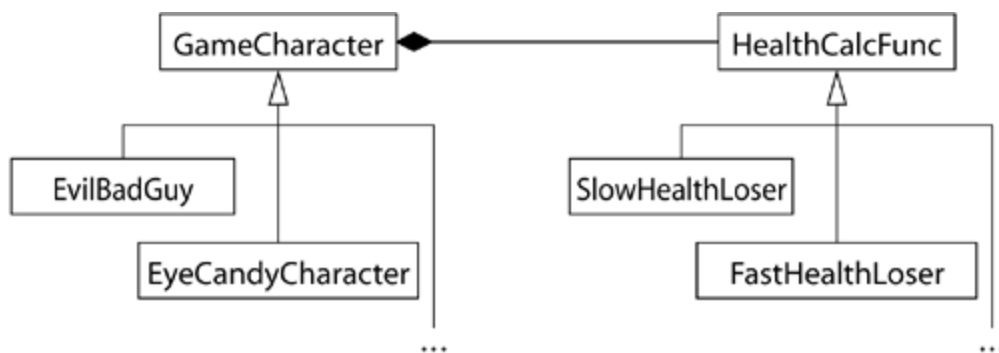 GameCharacter
HealthCalcFunc
EvilBadGuy
SlowHealthLoser
EyeCandyCharacter
FastHealthLoser
...
..